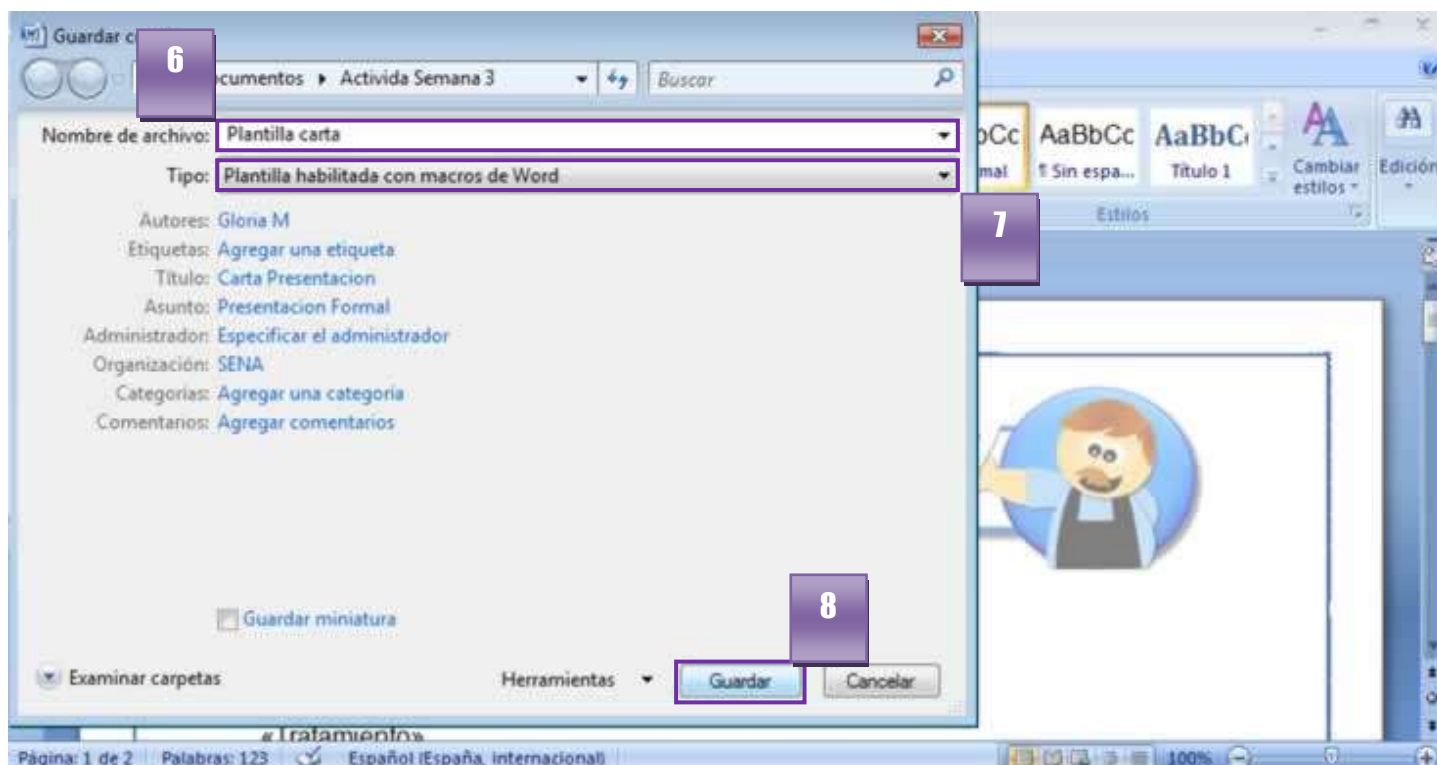 Guardar c
6
ocumentos ▸ Activida Semana 3
Buscar
Nombre de archivo: Plantilla carta
Tipo: Plantilla habilitada con macros de Word
7
Autores: Gloria M
Etiquetas: Agregar una etiqueta
Título: Carta Presentacion
Asunto: Presentacion Formal
Administrador: Especificar el administrador
Organización: SENA
Categorías: Agregar una categoría
Comentarios: Agregar comentarios
Guardar miniatura
8
Examinar carpetas
Herramientas
Guardar
Cancelar
bCc AaBbCc AaBbC
mal ¶ Sin espa... Título 1
Cambiar estilos
Edición
Estilos
«Tratamiento»
Página: 1 de 2 Palabras: 123 Español (España, internacional) 100%